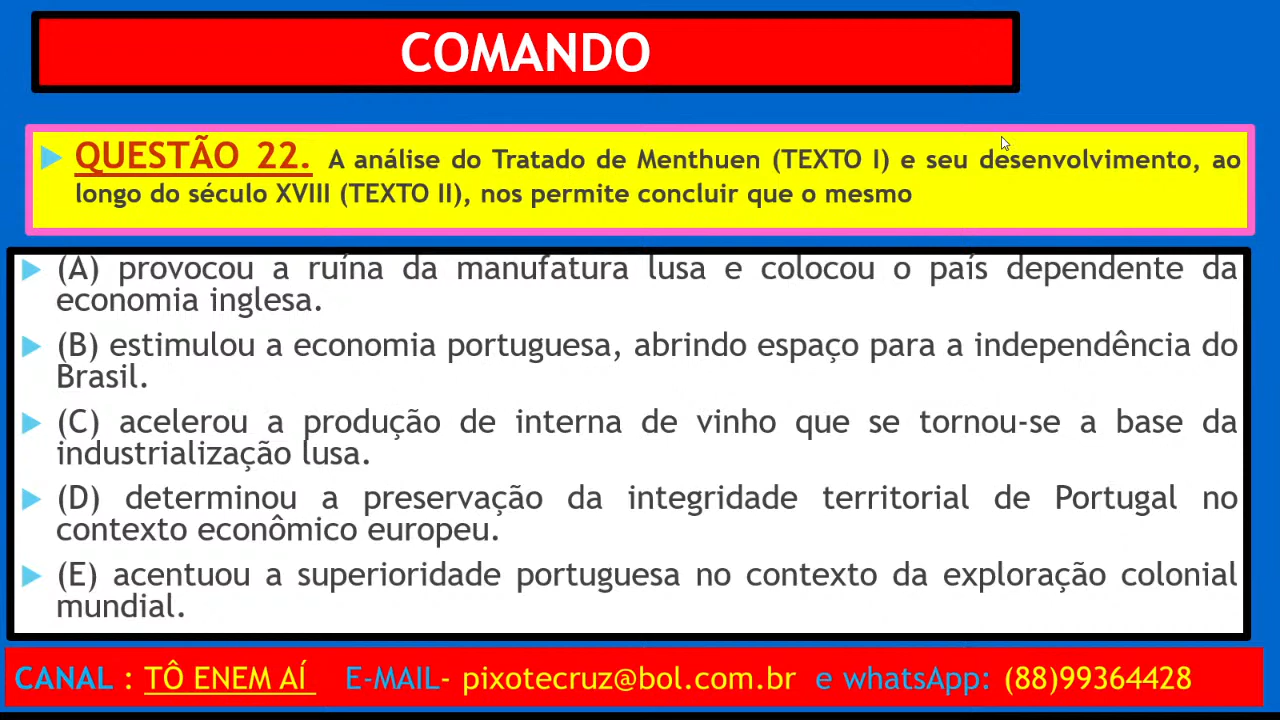 COMANDO
QUESTÃO 22. A análise do Tratado de Menthuen (TEXTO I) e seu desenvolvimento, ao
longo do século XVIII (TEXTO II), nos permite concluir que o mesmo
(A) provocou a ruína da manufatura lusa e colocou o país dependente da
economia inglesa.
(B) estimulou a economia portuguesa, abrindo espaço para a independência do
Brasil.
(C) acelerou a produção de interna de vinho que se tornou-se a base da
industrialização lusa.
(D) determinou a preservação da integridade territorial de Portugal no
contexto econômico europeu.
(E) acentuou a superioridade portuguesa no contexto da exploração colonial
mundial.
CANAL : TÔ ENEM AÍ E-MAIL- pixotecruz@bol.com.br e whatsApp: (88)99364428